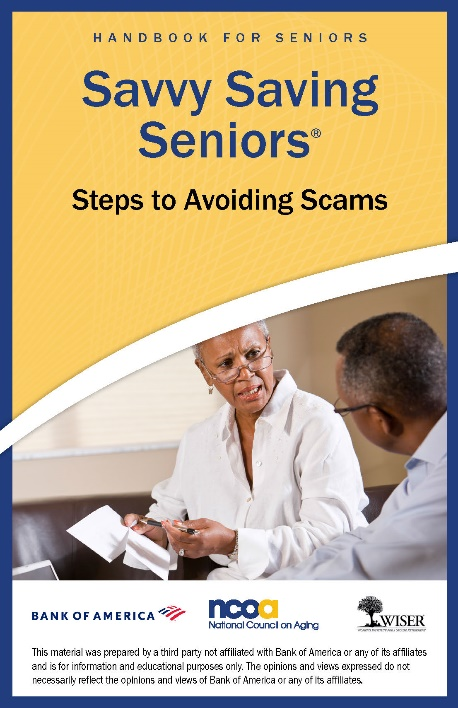 HANDBOOK FOR SENIORS
Savvy Saving
Seniors®
Steps to Avoiding Scams
BANK OF AMERICA
ncoa
National Council on Aging
WISER
This material was prepared by a third party not affiliated with Bank of America or any of its affiliates
and is for information and educational purposes only. The opinions and views expressed do not
necessarily reflect the opinions and views of Bank of America or any of its affiliates.